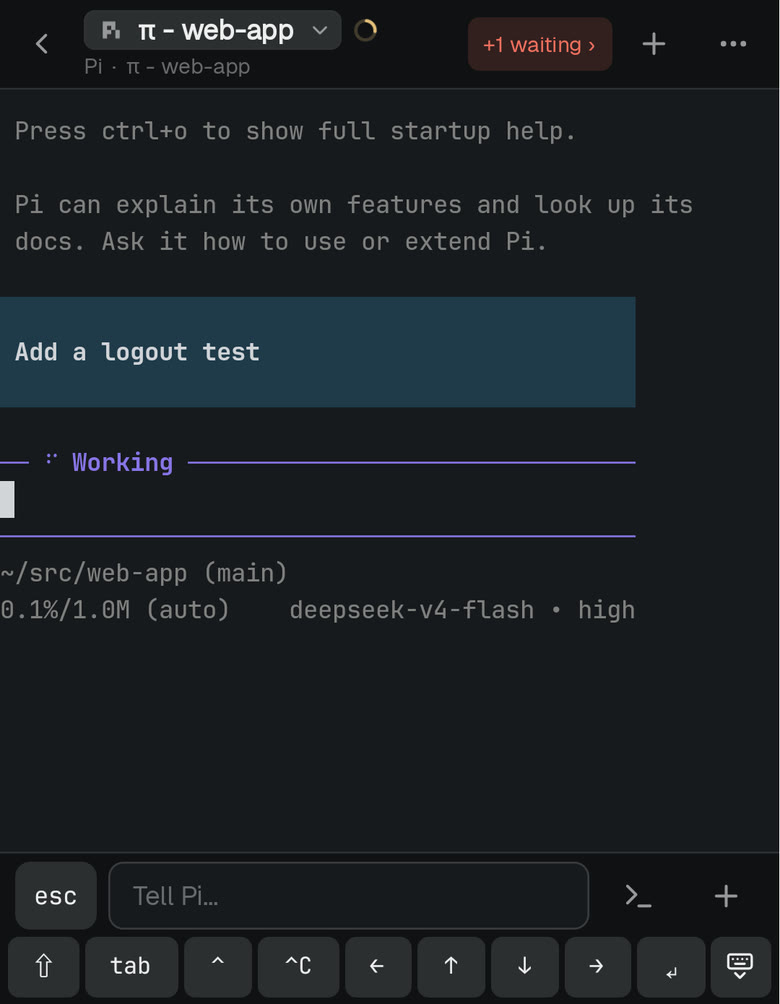 π - web-app
Pi · π - web-app
+1 waiting ›
Press ctrl+o to show full startup help.
Pi can explain its own features and look up its
docs. Ask it how to use or extend Pi.
Add a logout test
Working
~/src/web-app (main)
0.1%/1.0M (auto) deepseek-v4-flash • high
esc Tell Pi...
⇧ tab ^ ^C ← ↑ ↓ → ↵